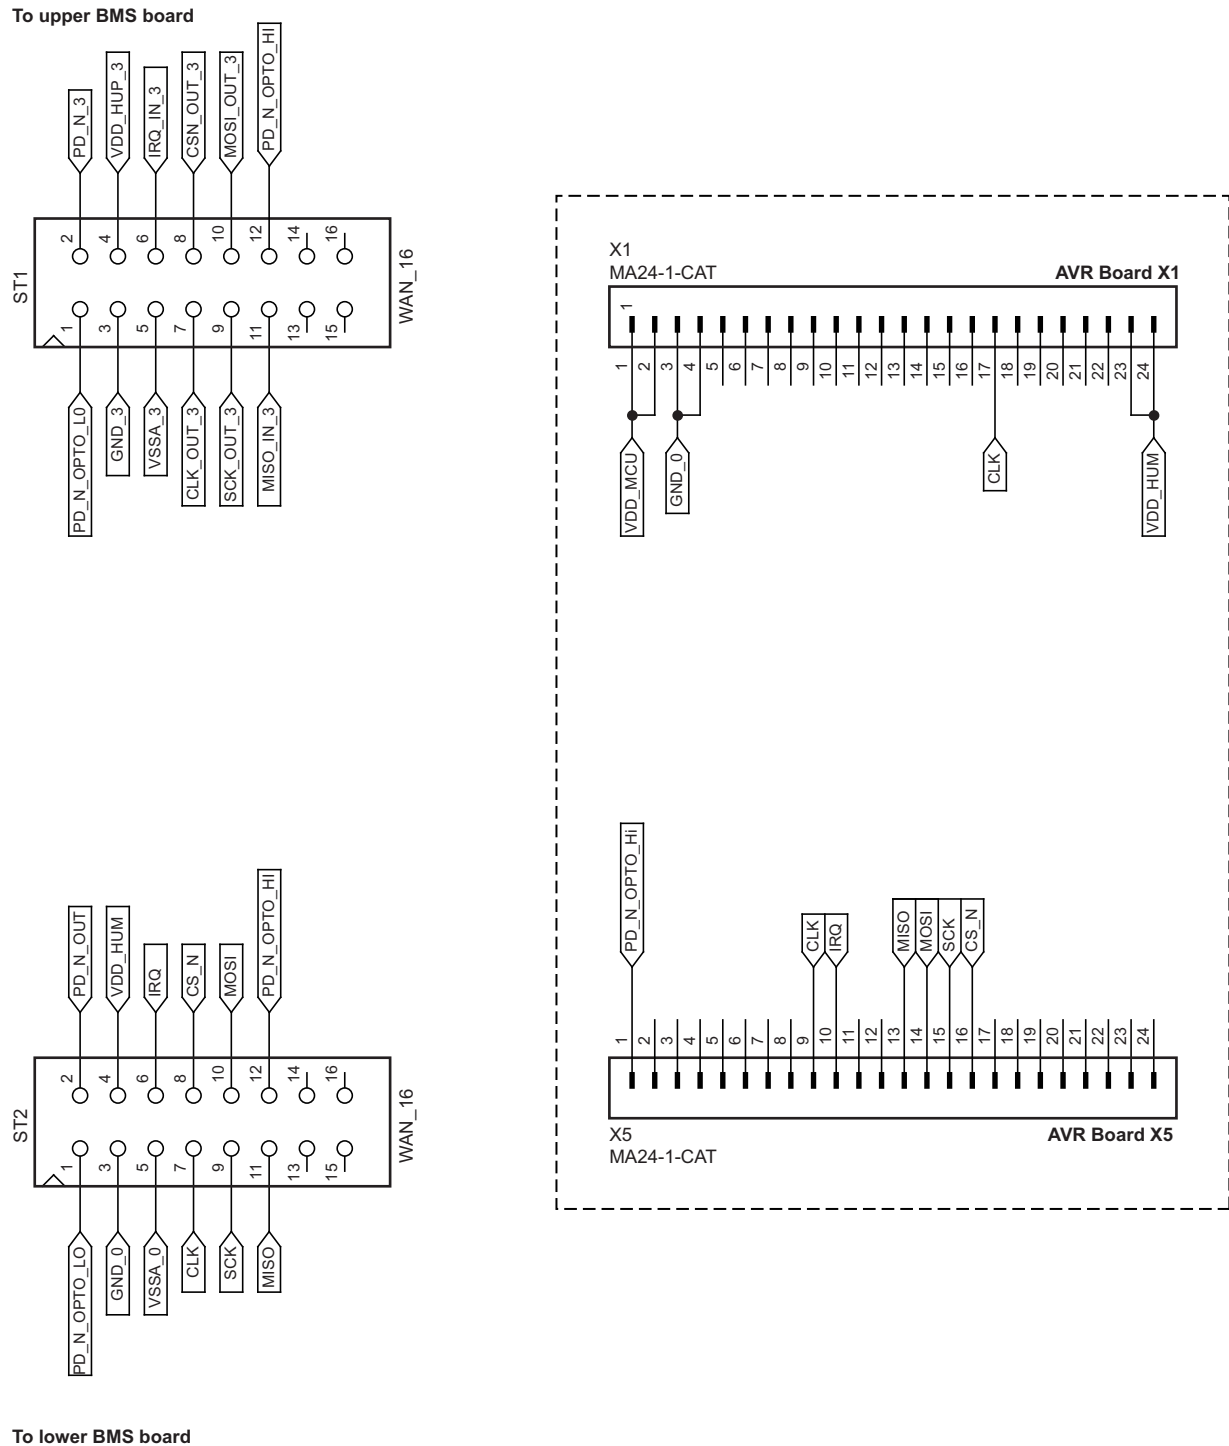 To upper BMS board
PD_N_3
VDD_HUP_3
IRQ_IN_3
CSN_OUT_3
MOSI_OUT_3
PD_N_OPTO_HI
2 4 6 8 10 12 14 16
ST1
WAN_16
1 3 5 7 9 11 13 15
PD_N_OPTO_L0
GND_3
VSSA_3
CLK_OUT_3
SCK_OUT_3
MISO_IN_3
X1
MA24-1-CAT
AVR Board X1
1
1 2 3 4 5 6 7 8 9 10 11 12 13 14 15 16 17 18 19 20 21 22 23 24
VDD_MCU
GND_0
CLK
VDD_HUM
PD_N_OUT
VDD_HUM
IRQ
CS_N
MOSI
PD_N_OPTO_HI
2 4 6 8 10 12 14 16
ST2
WAN_16
1 3 5 7 9 11 13 15
PD_N_OPTO_LO
GND_0
VSSA_0
CLK
SCK
MISO
PD_N_OPTO_Hi
CLK
IRQ
MISO
MOSI
SCK
CS_N
1 2 3 4 5 6 7 8 9 10 11 12 13 14 15 16 17 18 19 20 21 22 23 24
X5
MA24-1-CAT
AVR Board X5
To lower BMS board